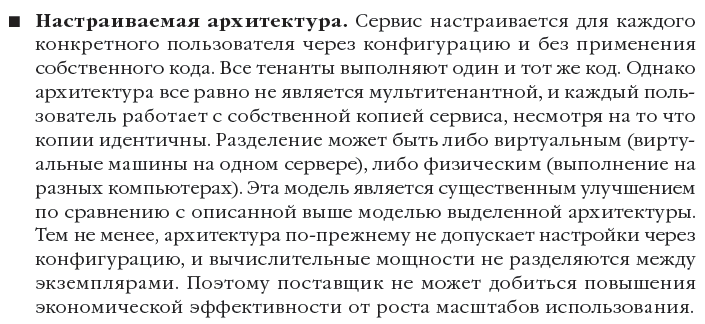 ■ Настраиваемая архитектура. Сервис настраивается для каждого
конкретного пользователя через конфигурацию и без применения
собственного кода. Все тенанты выполняют один и тот же код. Однако
архитектура все равно не является мультитенантной, и каждый поль-
зователь работает с собственной копией сервиса, несмотря на то что
копии идентичны. Разделение может быть либо виртуальным (вирту-
альные машины на одном сервере), либо физическим (выполнение на
разных компьютерах). Эта модель является существенным улучшением
по сравнению с описанной выше моделью выделенной архитектуры.
Тем не менее, архитектура по-прежнему не допускает настройки через
конфигурацию, и вычислительные мощности не разделяются между
экземплярами. Поэтому поставщик не может добиться повышения
экономической эффективности от роста масштабов использования.